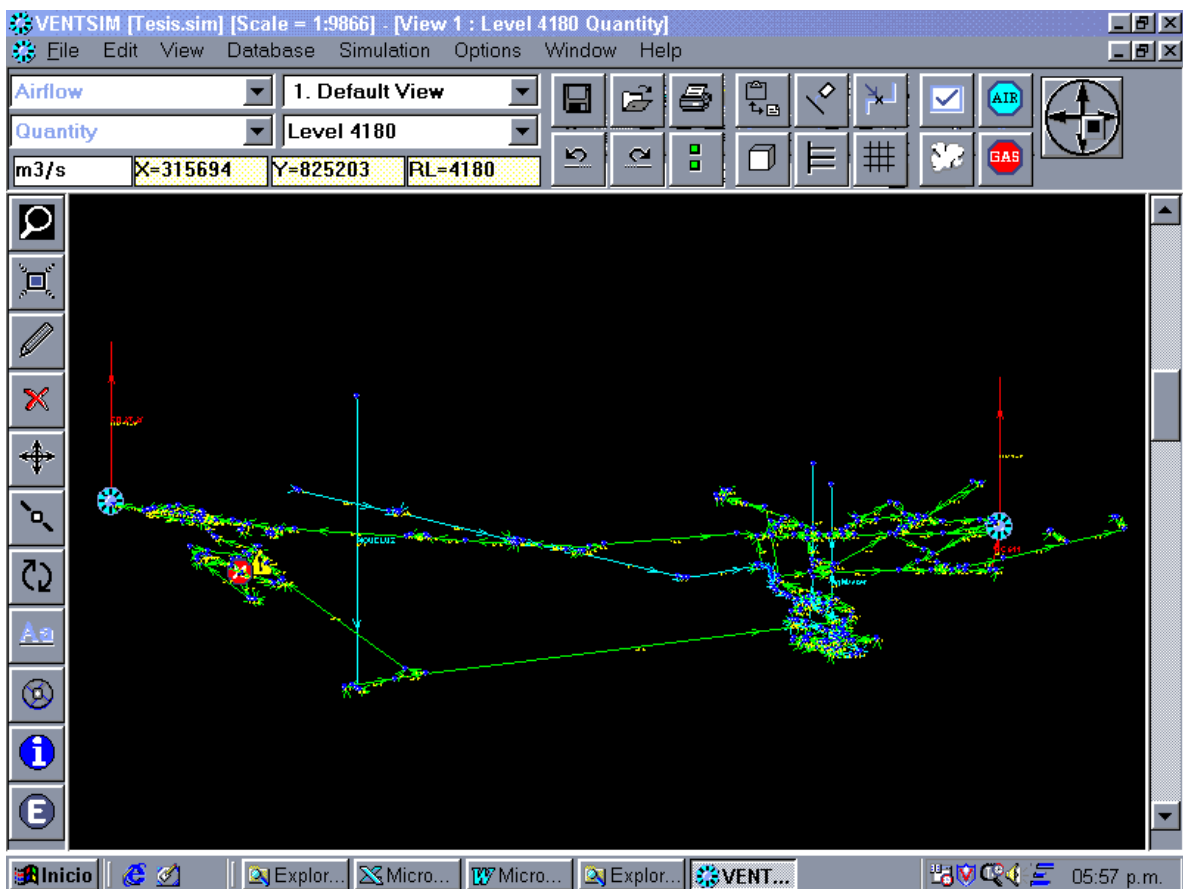 VENTSIM [Tesis.sim] [Scale = 1:9866] - [View 1 : Level 4180 Quantity]
File Edit View Database Simulation Options Window Help
Airflow 1. Default View
AIR
Quantity Level 4180
GAS
m3/s X=315694 Y=825203 RL=4180
Aa
i
E
Inicio Explor... Micro... Micro... Explor... VENT... 05:57 p.m.